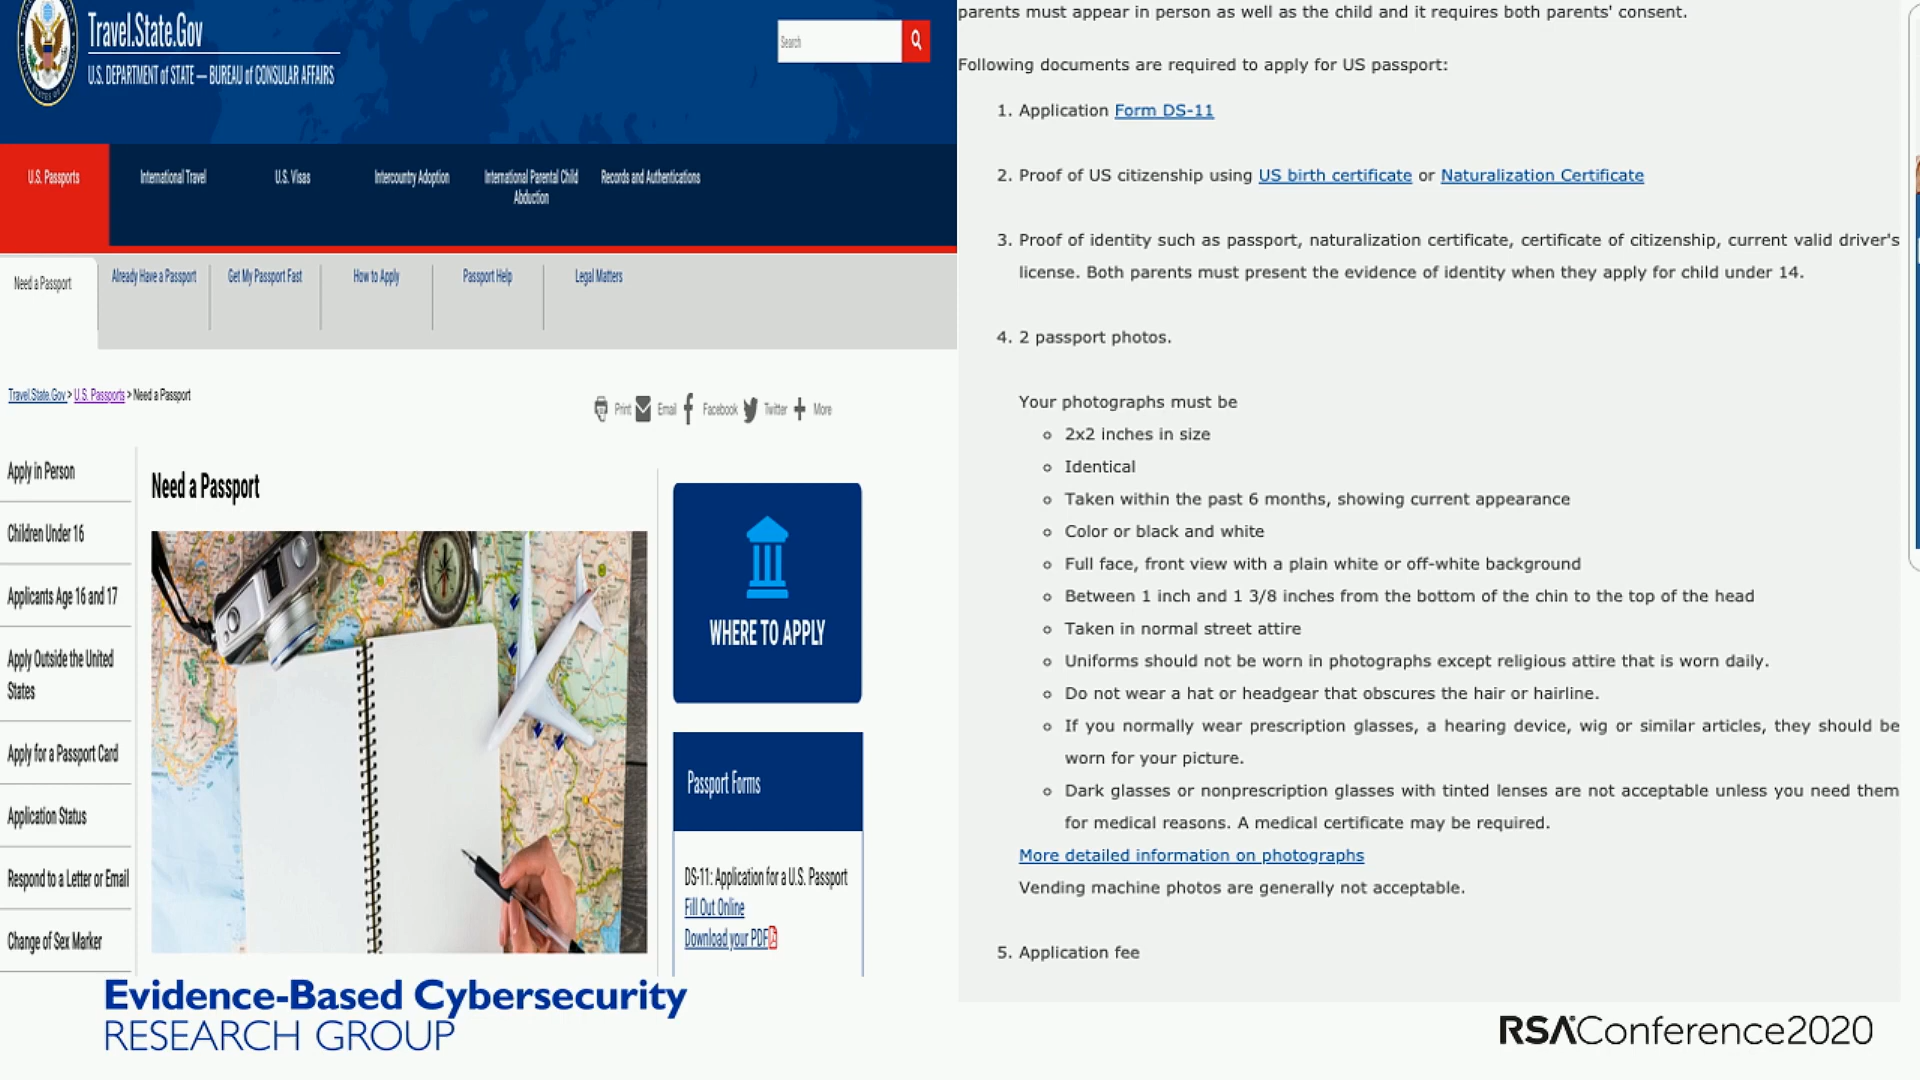 Travel.State.Gov
U.S. DEPARTMENT of STATE — BUREAU of CONSULAR AFFAIRS
Search
U.S. Passports
International Travel
U.S. Visas
Intercountry Adoption
International Parental Child
Abduction
Records and Authentications
Need a Passport
Already Have a Passport
Get My Passport Fast
How to Apply
Passport Help
Legal Matters
Travel.State.Gov > U.S. Passports > Need a Passport
Print
Email
Facebook
Twitter
More
Apply in Person
Children Under 16
Applicants Age 16 and 17
Apply Outside the United
States
Apply for a Passport Card
Application Status
Respond to a Letter or Email
Change of Sex Marker
Need a Passport
WHERE TO APPLY
Passport Forms
DS-11: Application for a U.S. Passport
Fill Out Online
Download your PDF
parents must appear in person as well as the child and it requires both parents' consent.
Following documents are required to apply for US passport:
1. Application Form DS-11
2. Proof of US citizenship using US birth certificate or Naturalization Certificate
3. Proof of identity such as passport, naturalization certificate, certificate of citizenship, current valid driver's
license. Both parents must present the evidence of identity when they apply for child under 14.
4. 2 passport photos.
Your photographs must be
2x2 inches in size
Identical
Taken within the past 6 months, showing current appearance
Color or black and white
Full face, front view with a plain white or off-white background
Between 1 inch and 1 3/8 inches from the bottom of the chin to the top of the head
Taken in normal street attire
Uniforms should not be worn in photographs except religious attire that is worn daily.
Do not wear a hat or headgear that obscures the hair or hairline.
If you normally wear prescription glasses, a hearing device, wig or similar articles, they should be
worn for your picture.
Dark glasses or nonprescription glasses with tinted lenses are not acceptable unless you need them
for medical reasons. A medical certificate may be required.
More detailed information on photographs
Vending machine photos are generally not acceptable.
5. Application fee
Evidence-Based Cybersecurity
RESEARCH GROUP
RSAConference2020